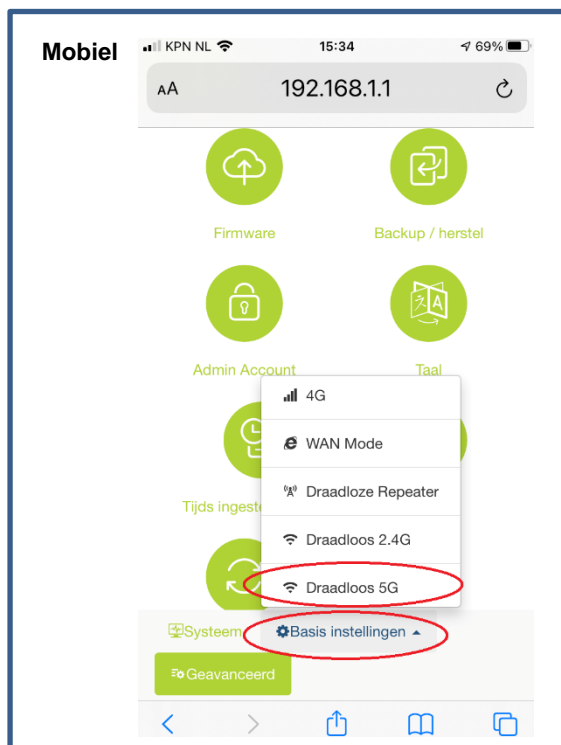 Mobiel
KPN NL 15:34 69%
AA 192.168.1.1
Firmware Backup / herstel
Admin Account Taal
4G
WAN Mode
Draadloze Repeater
Tijds ingest
Draadloos 2.4G
Draadloos 5G
Systeem Basis instellingen
Geavanceerd